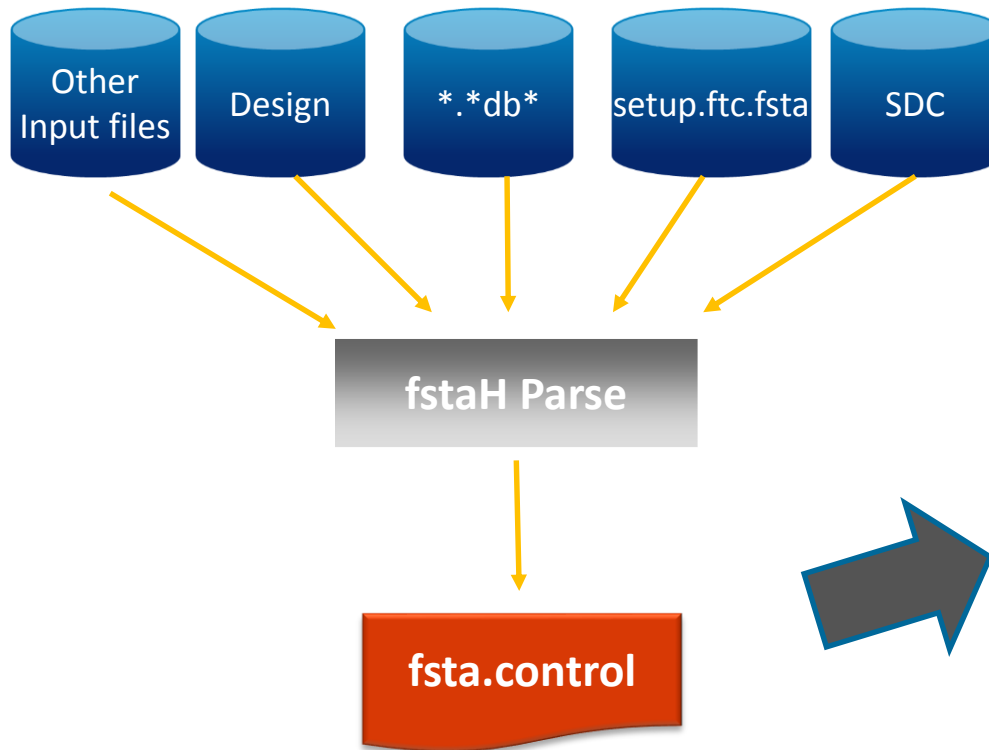 Other
Input files
Design
*.*db*
setup.ftc.fsta
SDC
fstaH Parse
fsta.control